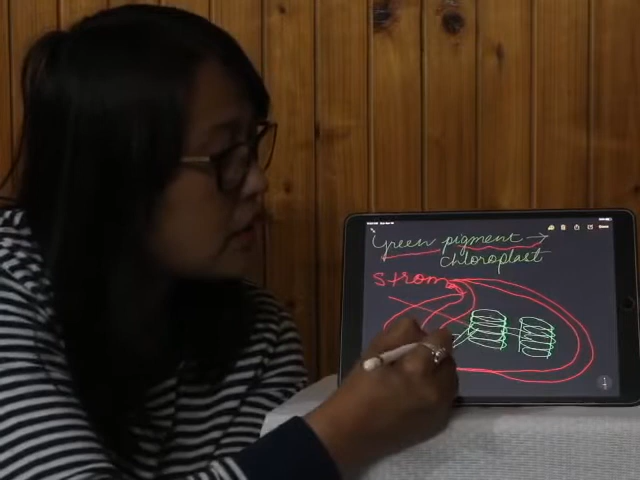 Green pigment →
chloroplast
Stroma